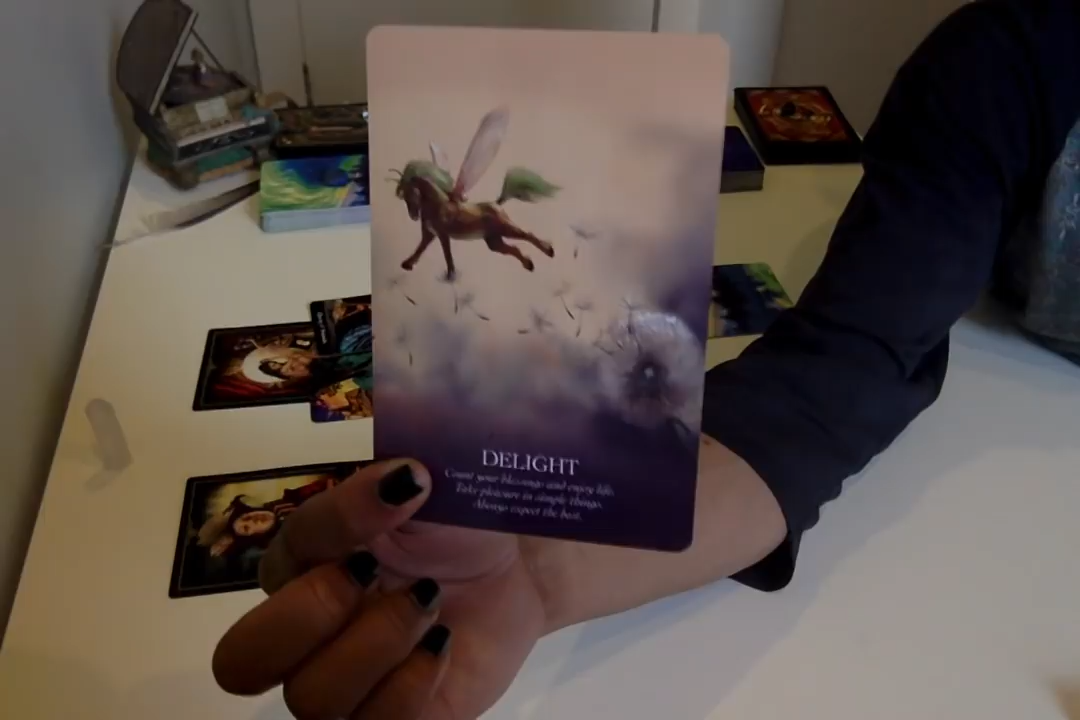 DELIGHT
Count your blessings and enjoy life.
Take pleasure in simple things.
Always expect the best.